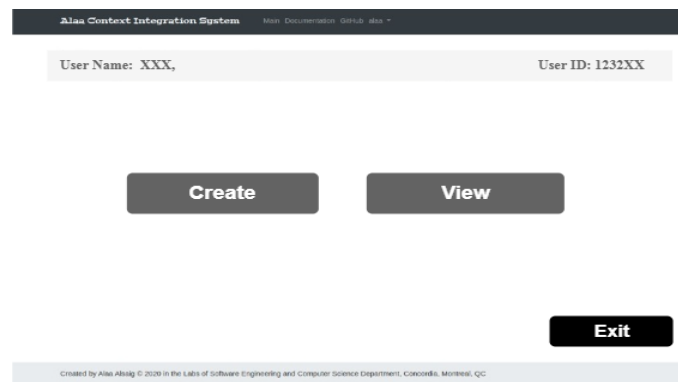 Alaa Context Integration System Main Documentation GitHub alaa
User Name: XXX, User ID: 1232XX
Create View
Exit
Created by Alaa Alsaig © 2020 in the Labs of Software Engineering and Computer Science Department, Concordia, Montreal, QC